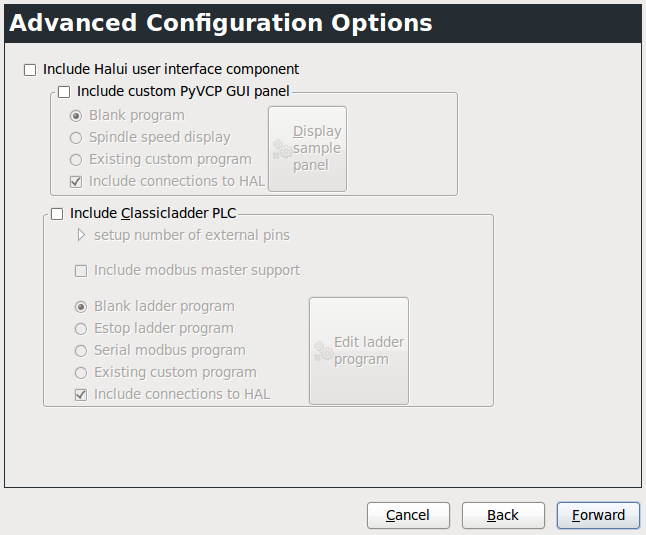 Advanced Configuration Options
Include Halui user interface component
Include custom PyVCP GUI panel
Blank program
Spindle speed display
Existing custom program
Include connections to HAL
Display
sample
panel
Include Classicladder PLC
setup number of external pins
Include modbus master support
Blank ladder program
Estop ladder program
Serial modbus program
Existing custom program
Include connections to HAL
Edit ladder
program
Cancel
Back
Forward